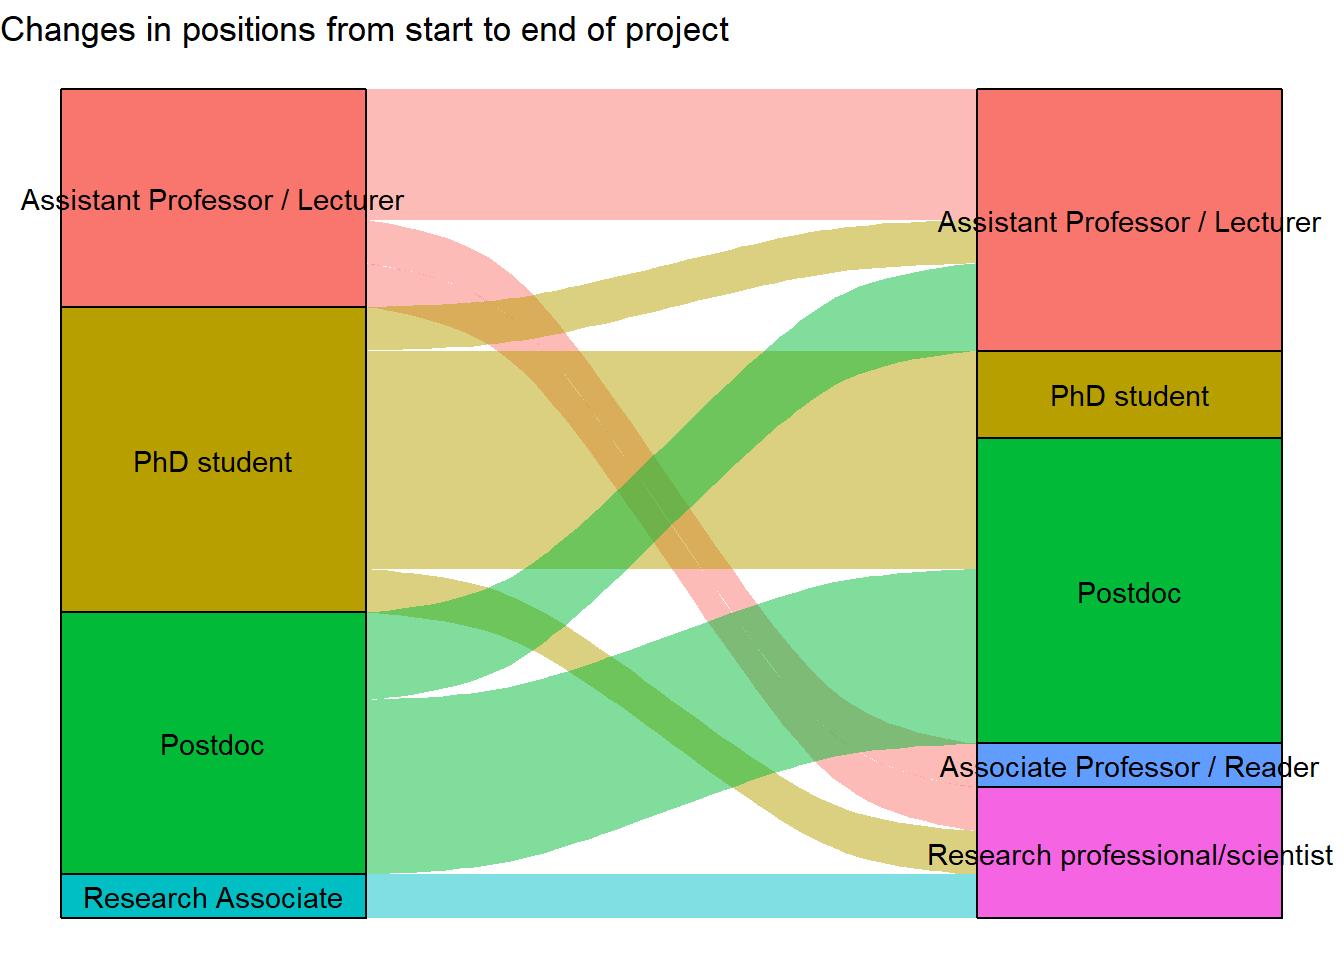 Changes in positions from start to end of project
Assistant Professor / Lecturer
Assistant Professor / Lecturer
PhD student
PhD student
Postdoc
Postdoc
Associate Professor / Reader
Research professional/scientist
Research Associate